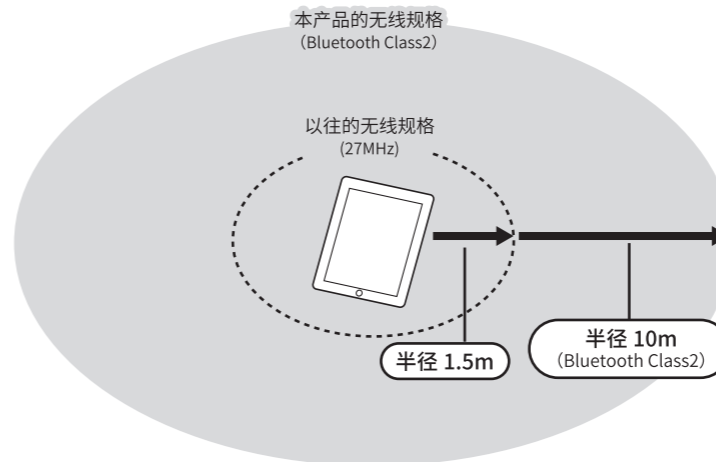 本产品的无线规格
（Bluetooth Class2）
以往的无线规格
(27MHz)
半径 1.5m
半径 10m
（Bluetooth Class2）